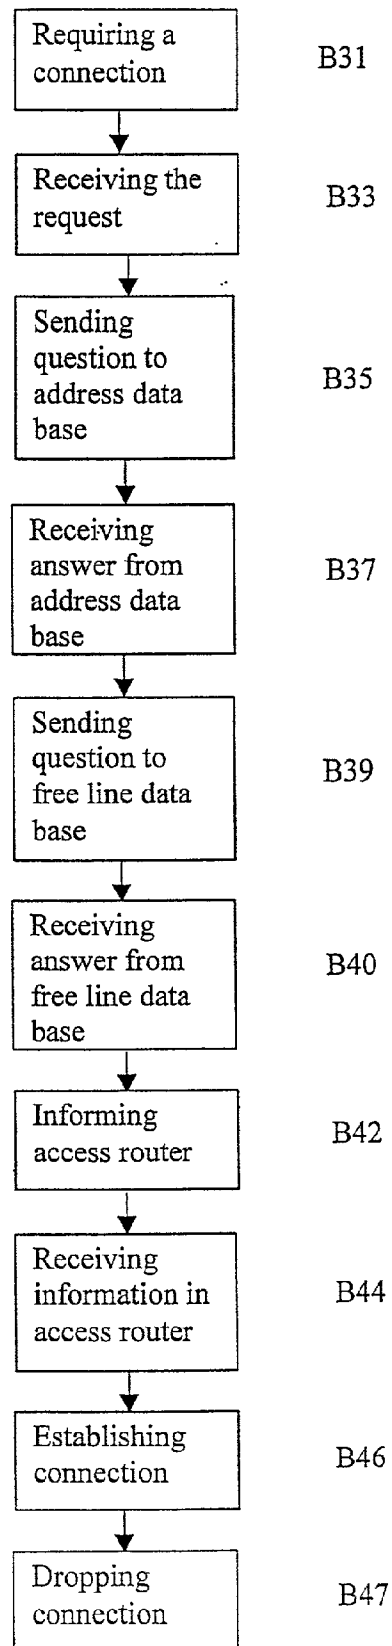 Requiring a
connection
B31
Receiving the
request
B33
Sending
question to
address data
base
B35
Receiving
answer from
address data
base
B37
Sending
question to
free line data
base
B39
Receiving
answer from
free line data
base
B40
Informing
access router
B42
Receiving
information in
access router
B44
Establishing
connection
B46
Dropping
connection
B47